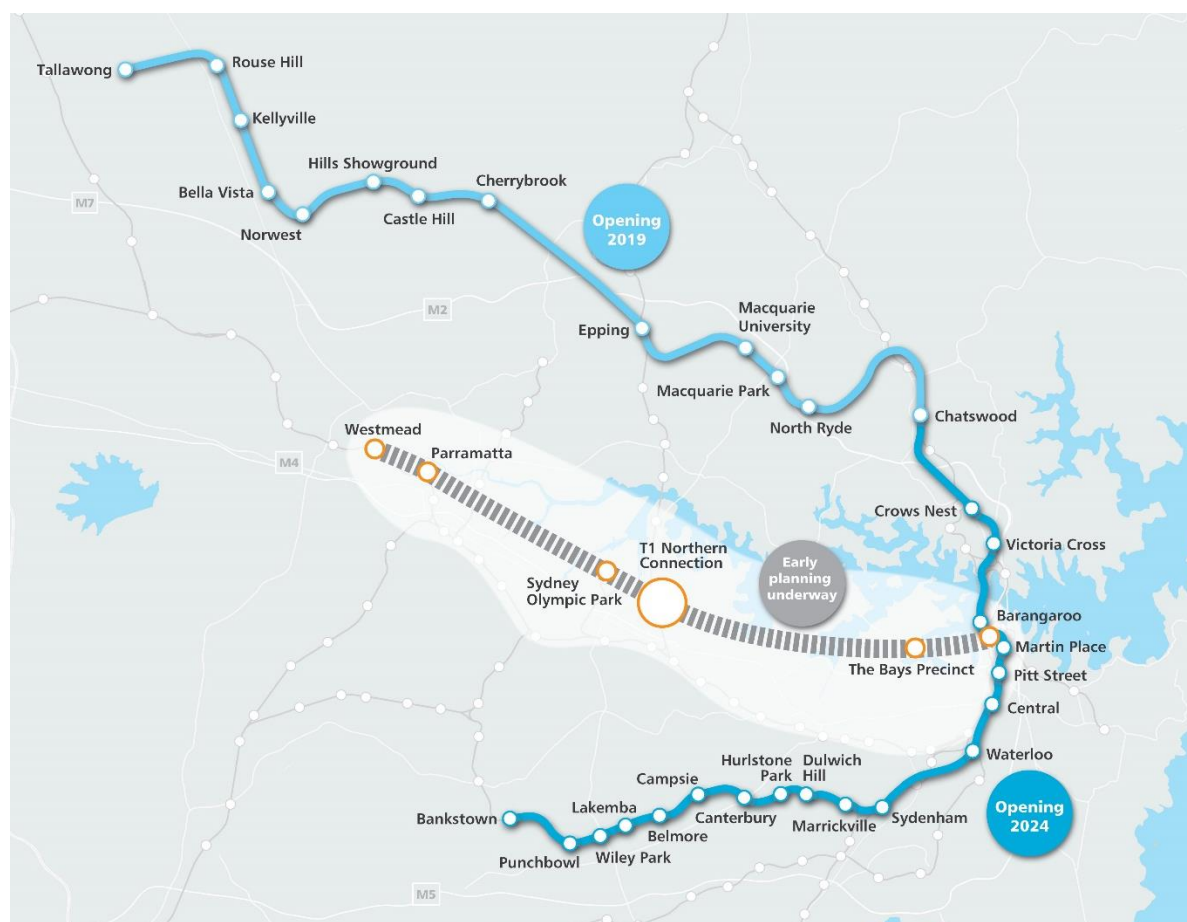 Tallawong
Rouse Hill
Kellyville
Hills Showground
Cherrybrook
Bella Vista
M7
Castle Hill
Norwest
Opening
2019
M2
Macquarie
University
Epping
Macquarie Park
North Ryde
Chatswood
Westmead
Parramatta
M4
Crows Nest
Victoria Cross
T1 Northern
Connection
Early
planning
underway
Sydney
Olympic Park
Barangaroo
Martin Place
The Bays Precinct
Pitt Street
Central
Waterloo
Hurlstone
Park
Dulwich
Hill
Campsie
Lakemba
Bankstown
Canterbury
Sydenham
Opening
2024
Marrickville
Belmore
Wiley Park
Punchbowl
M5